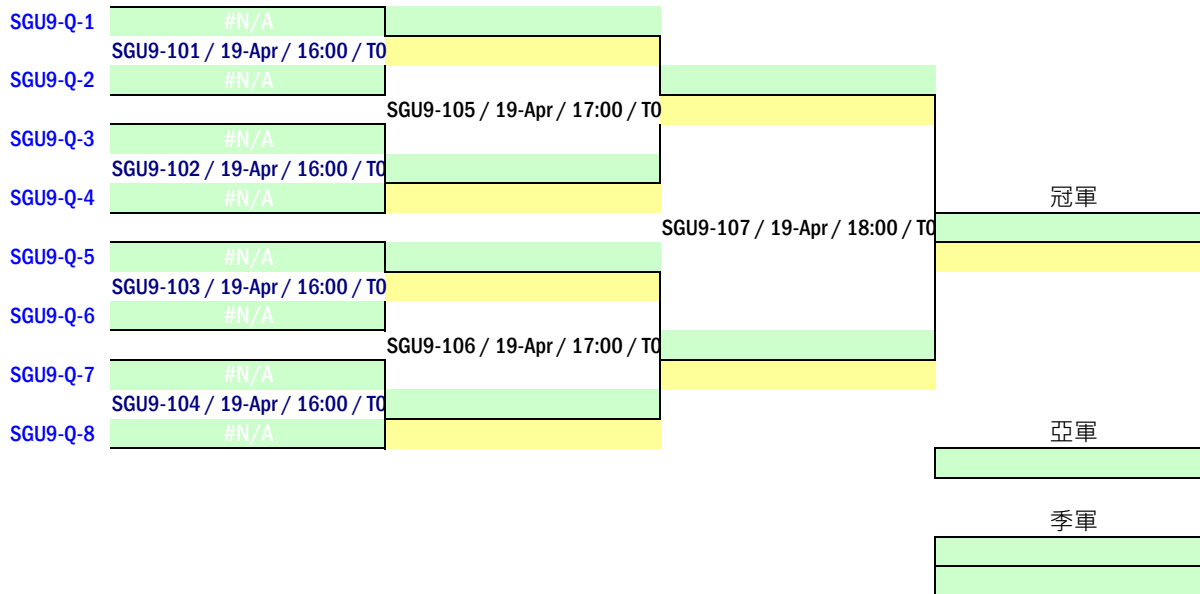 SGU9-Q-1 #N/A
SGU9-101 / 19-Apr / 16:00 / T0
SGU9-Q-2 #N/A
SGU9-105 / 19-Apr / 17:00 / T0
SGU9-Q-3 #N/A
SGU9-102 / 19-Apr / 16:00 / T0
SGU9-Q-4 #N/A
冠軍
SGU9-107 / 19-Apr / 18:00 / T0
SGU9-Q-5 #N/A
SGU9-103 / 19-Apr / 16:00 / T0
SGU9-Q-6 #N/A
SGU9-106 / 19-Apr / 17:00 / T0
SGU9-Q-7 #N/A
SGU9-104 / 19-Apr / 16:00 / T0
SGU9-Q-8 #N/A
亞軍
季軍